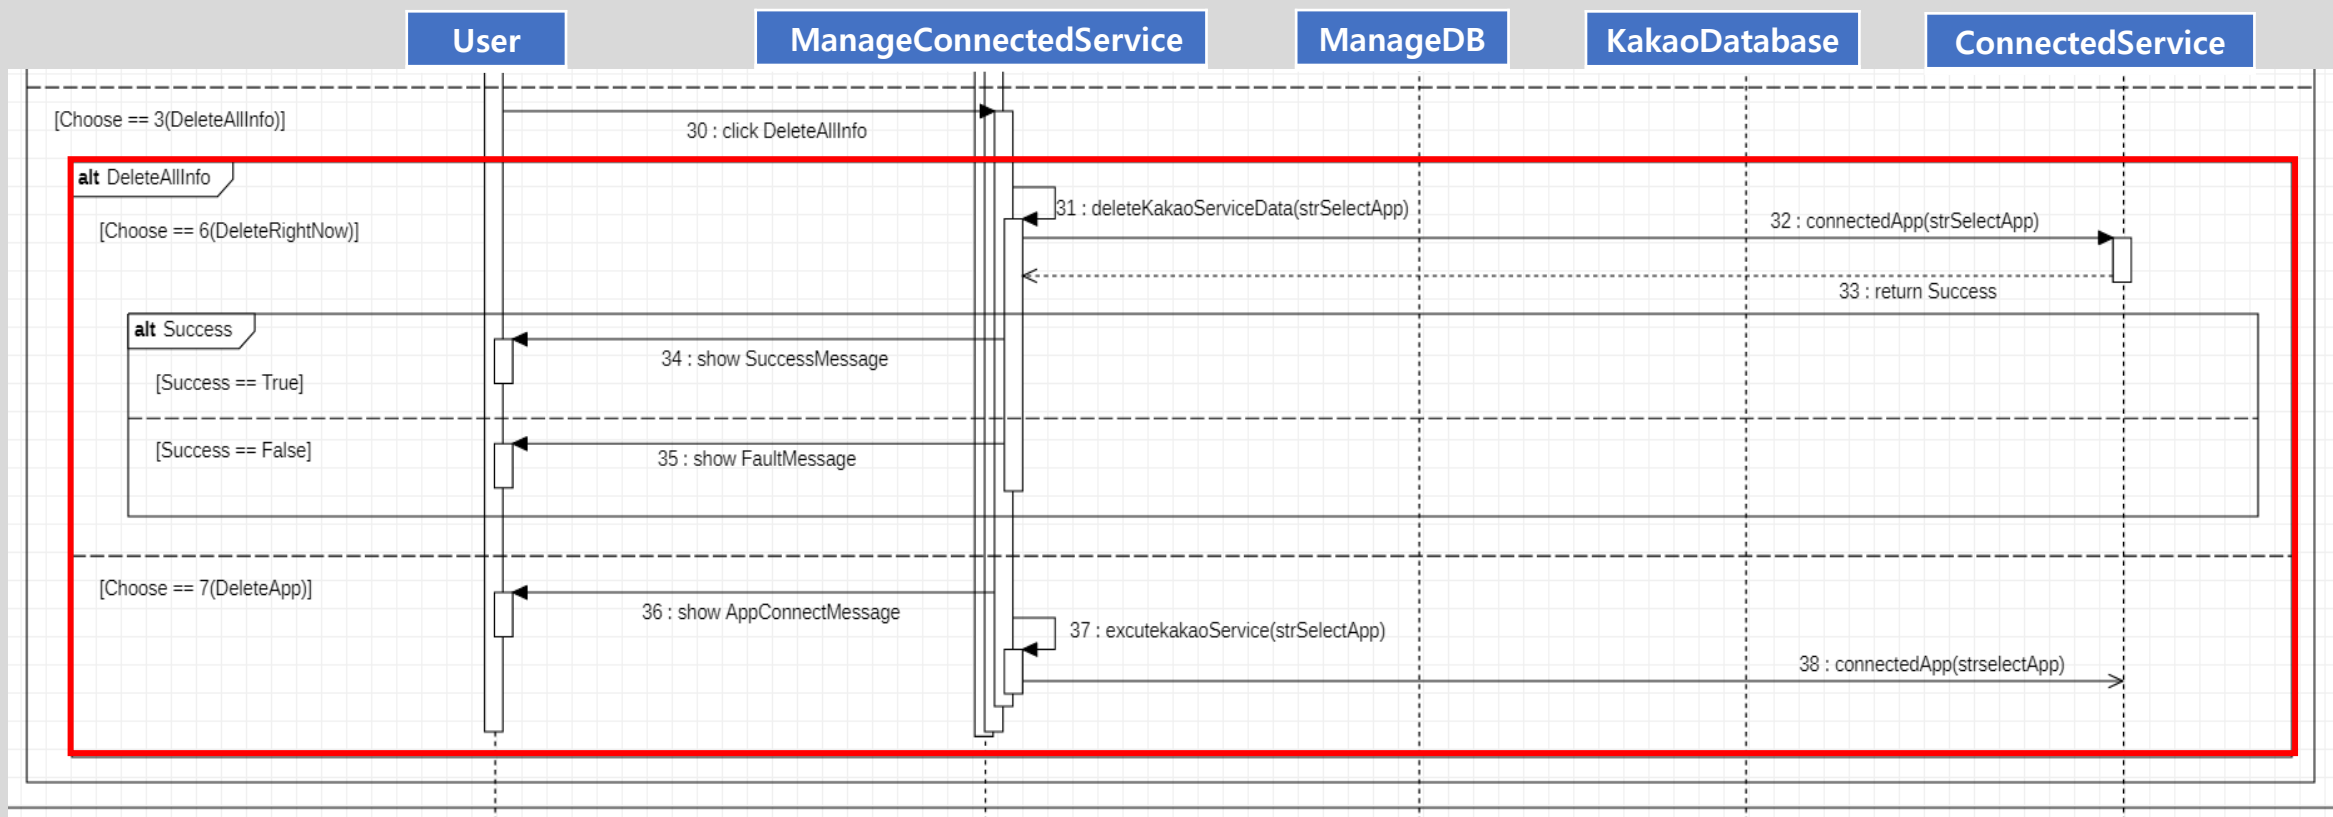 User
ManageConnectedService
ManageDB
KakaoDatabase
ConnectedService
[Choose == 3(DeleteAllInfo)]
30 : click DeleteAllInfo
alt DeleteAllInfo
31 : deleteKakaoServiceData(strSelectApp)
32 : connectedApp(strSelectApp)
[Choose == 6(DeleteRightNow)]
33 : return Success
alt Success
34 : show SuccessMessage
[Success == True]
[Success == False]
35 : show FaultMessage
[Choose == 7(DeleteApp)]
36 : show AppConnectMessage
37 : excutekakaoService(strSelectApp)
38 : connectedApp(strselectApp)